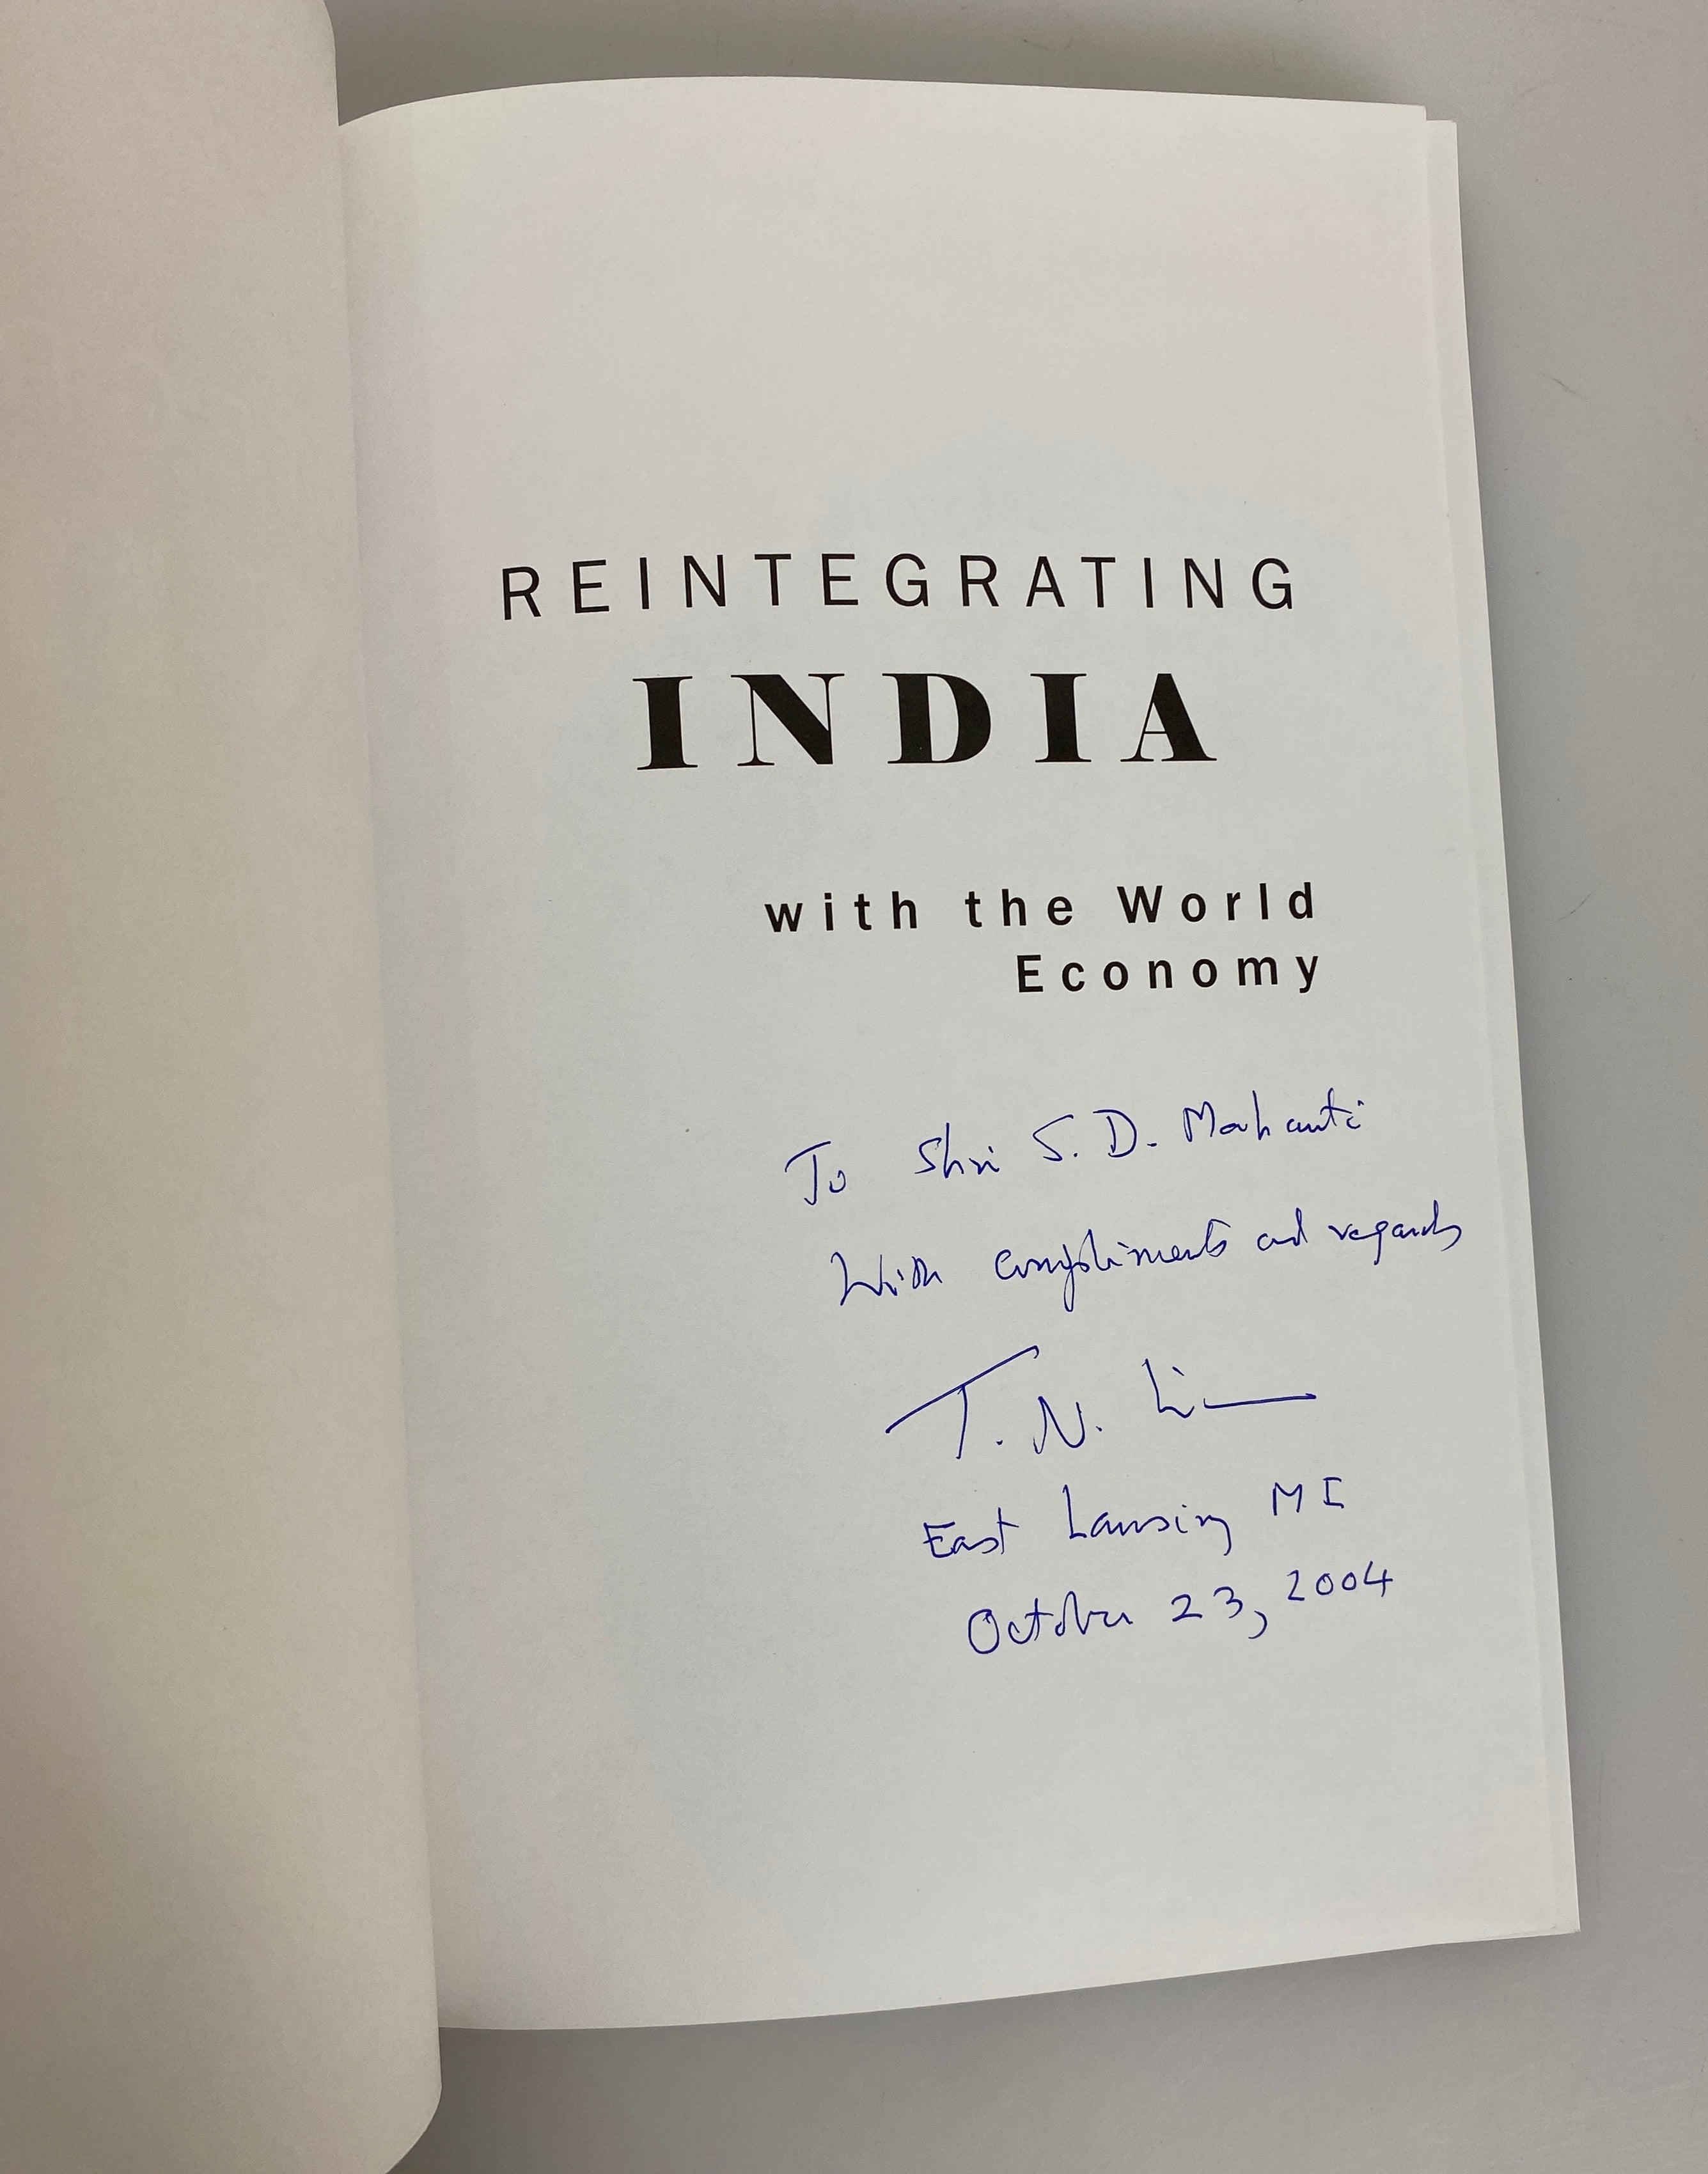 REINTEGRATING
INDIA
with the World
Economy
To Shri S. D. Mahanti
With compliments and regards
T. N.
East Lansing MI
October 23, 2004